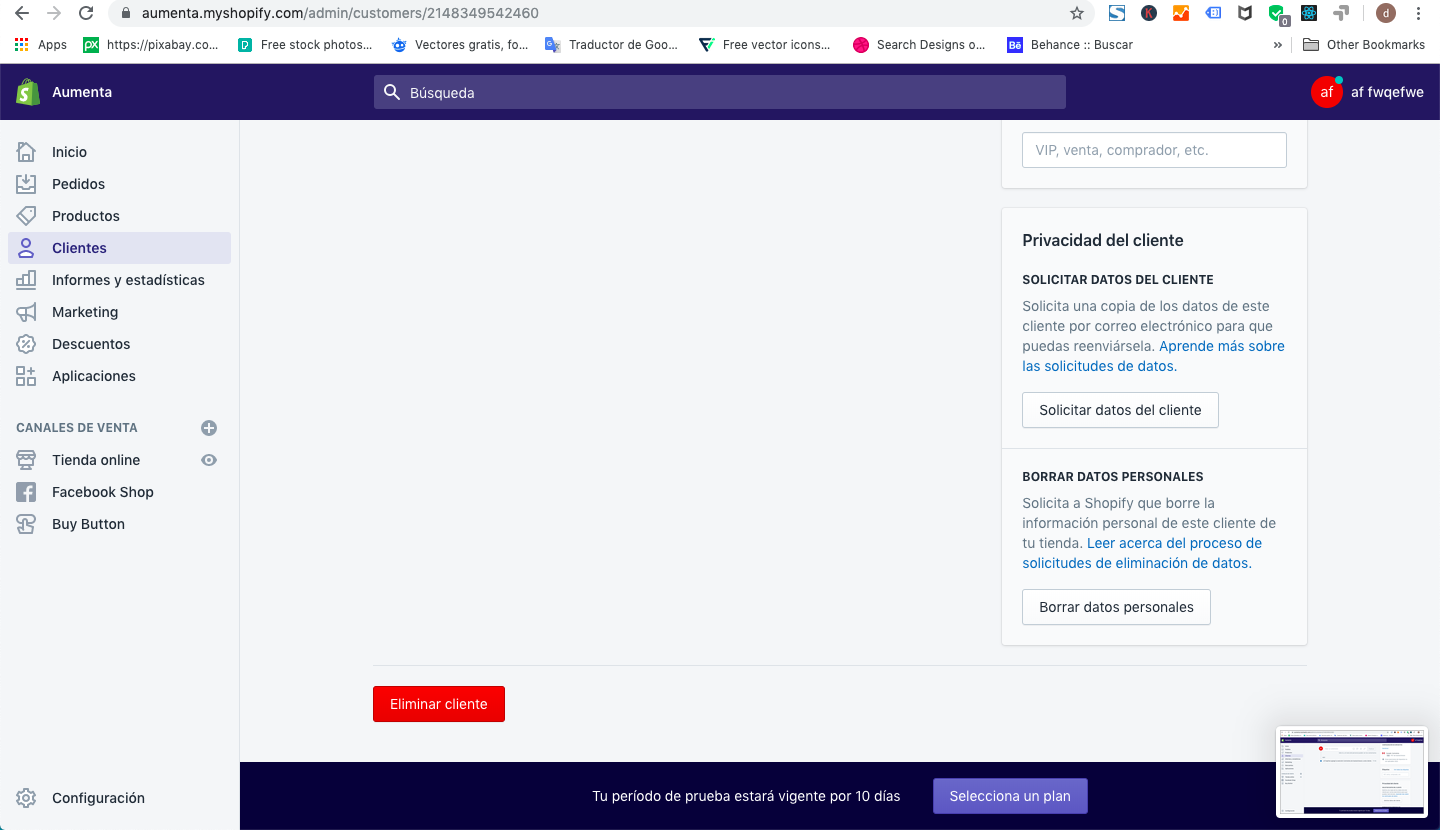 aumenta.myshopify.com/admin/customers/2148349542460
0
d
Apps
https://pixabay.co...
Free stock photos...
Vectores gratis, fo...
Traductor de Goo...
Free vector icons...
Search Designs o...
Behance :: Buscar
»
Other Bookmarks
Aumenta
Búsqueda
af
af fwqefwe
Inicio
Pedidos
Productos
Clientes
Informes y estadísticas
Marketing
Descuentos
Aplicaciones
CANALES DE VENTA
Tienda online
Facebook Shop
Buy Button
Configuración
VIP, venta, comprador, etc.
Privacidad del cliente
SOLICITAR DATOS DEL CLIENTE
Solicita una copia de los datos de este
cliente por correo electrónico para que
puedas reenviársela. Aprende más sobre
las solicitudes de datos.
Solicitar datos del cliente
BORRAR DATOS PERSONALES
Solicita a Shopify que borre la
información personal de este cliente de
tu tienda. Leer acerca del proceso de
solicitudes de eliminación de datos.
Borrar datos personales
Eliminar cliente
Tu período de prueba estará vigente por 10 días
Selecciona un plan